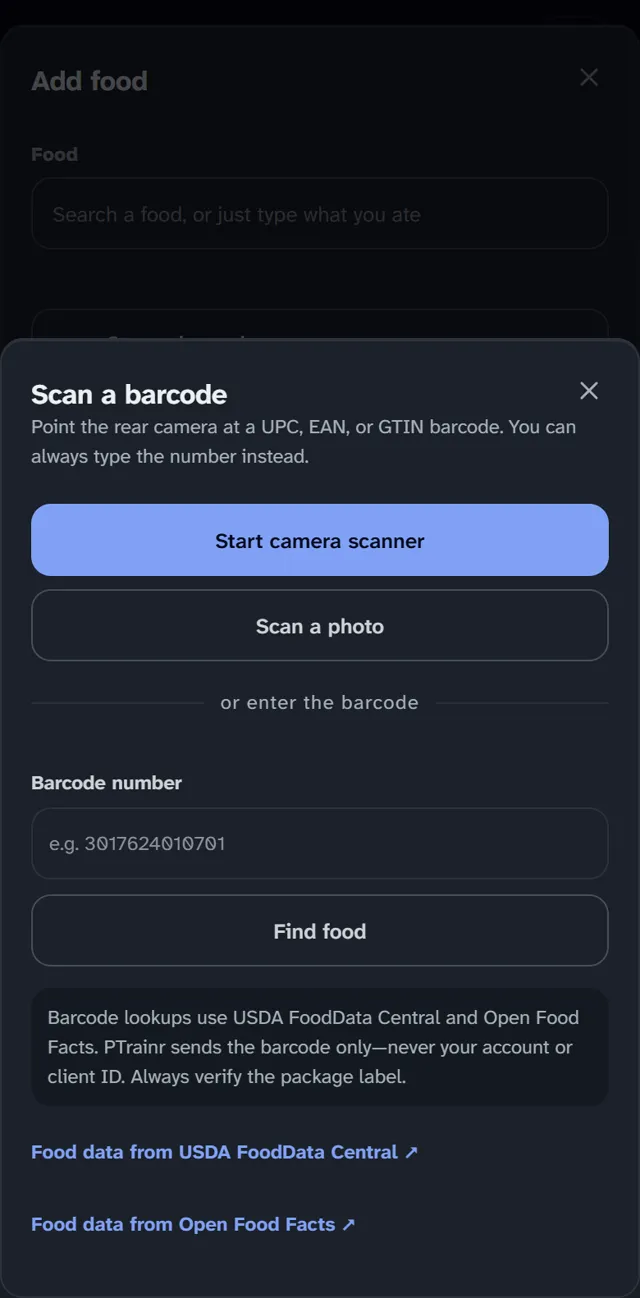 Add food
Food
Search a food, or just type what you ate
Scan a barcode
Point the rear camera at a UPC, EAN, or GTIN barcode. You can
always type the number instead.
Start camera scanner
Scan a photo
or enter the barcode
Barcode number
e.g. 3017624010701
Find food
Barcode lookups use USDA FoodData Central and Open Food
Facts. PTrainr sends the barcode only—never your account or
client ID. Always verify the package label.
Food data from USDA FoodData Central ↗
Food data from Open Food Facts ↗